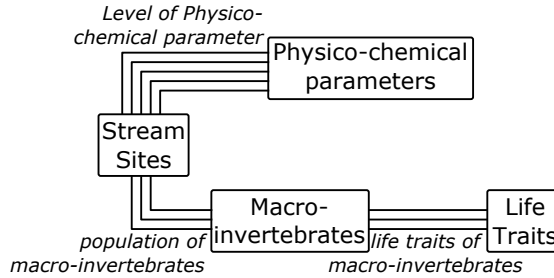 Level of Physico-
chemical parameter
Physico-chemical
parameters
Stream
Sites
Macro-
invertebrates
Life
Traits
population of
macro-invertebrates
life traits of
macro-invertebrates